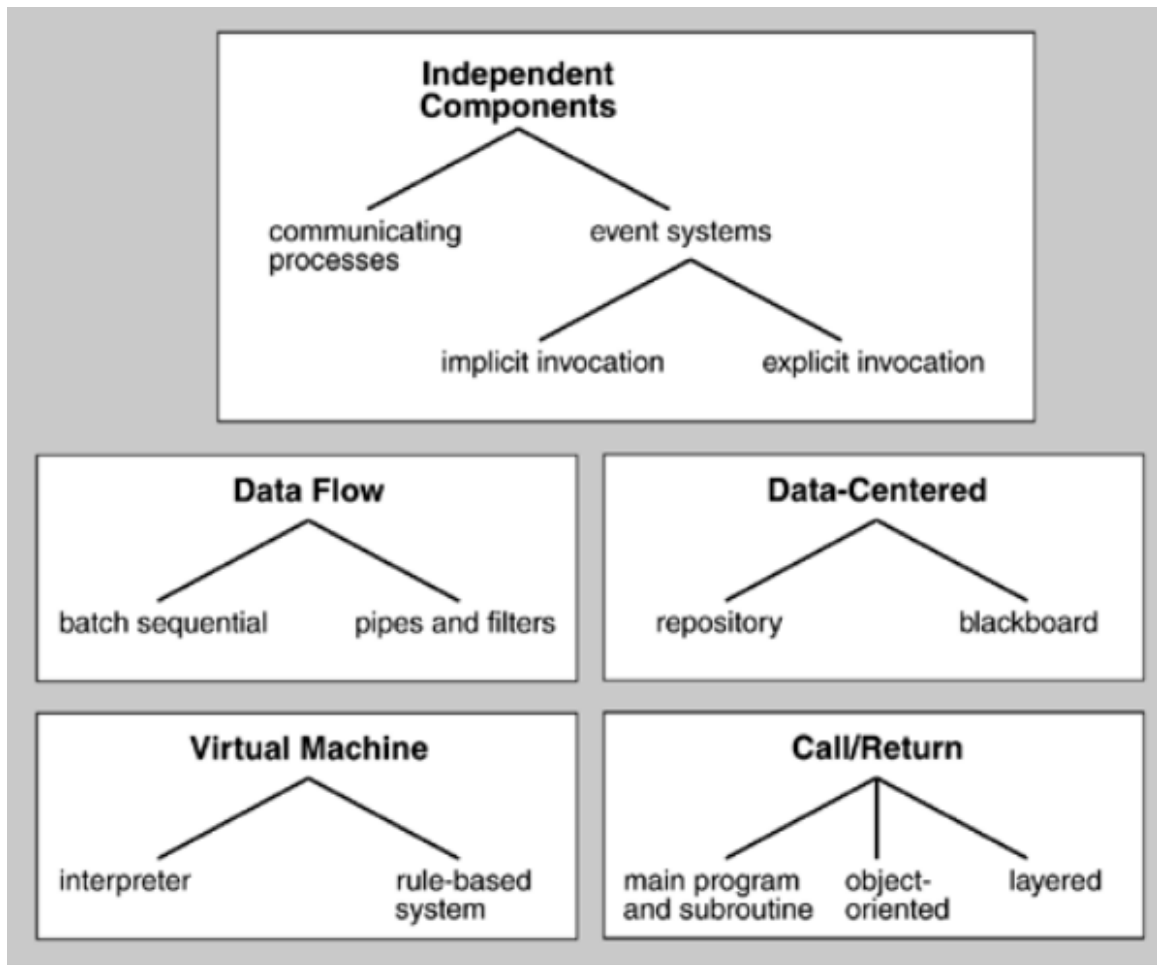 Independent
Components
communicating
processes
event systems
implicit invocation
explicit invocation
Data Flow
batch sequential
pipes and filters
Data-Centered
repository
blackboard
Virtual Machine
interpreter
rule-based
system
Call/Return
main program
and subroutine
object-
oriented
layered